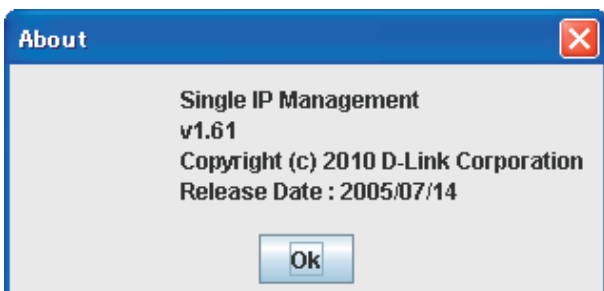 About
Single IP Management
v1.61
Copyright (c) 2010 D-Link Corporation
Release Date : 2005/07/14
Ok